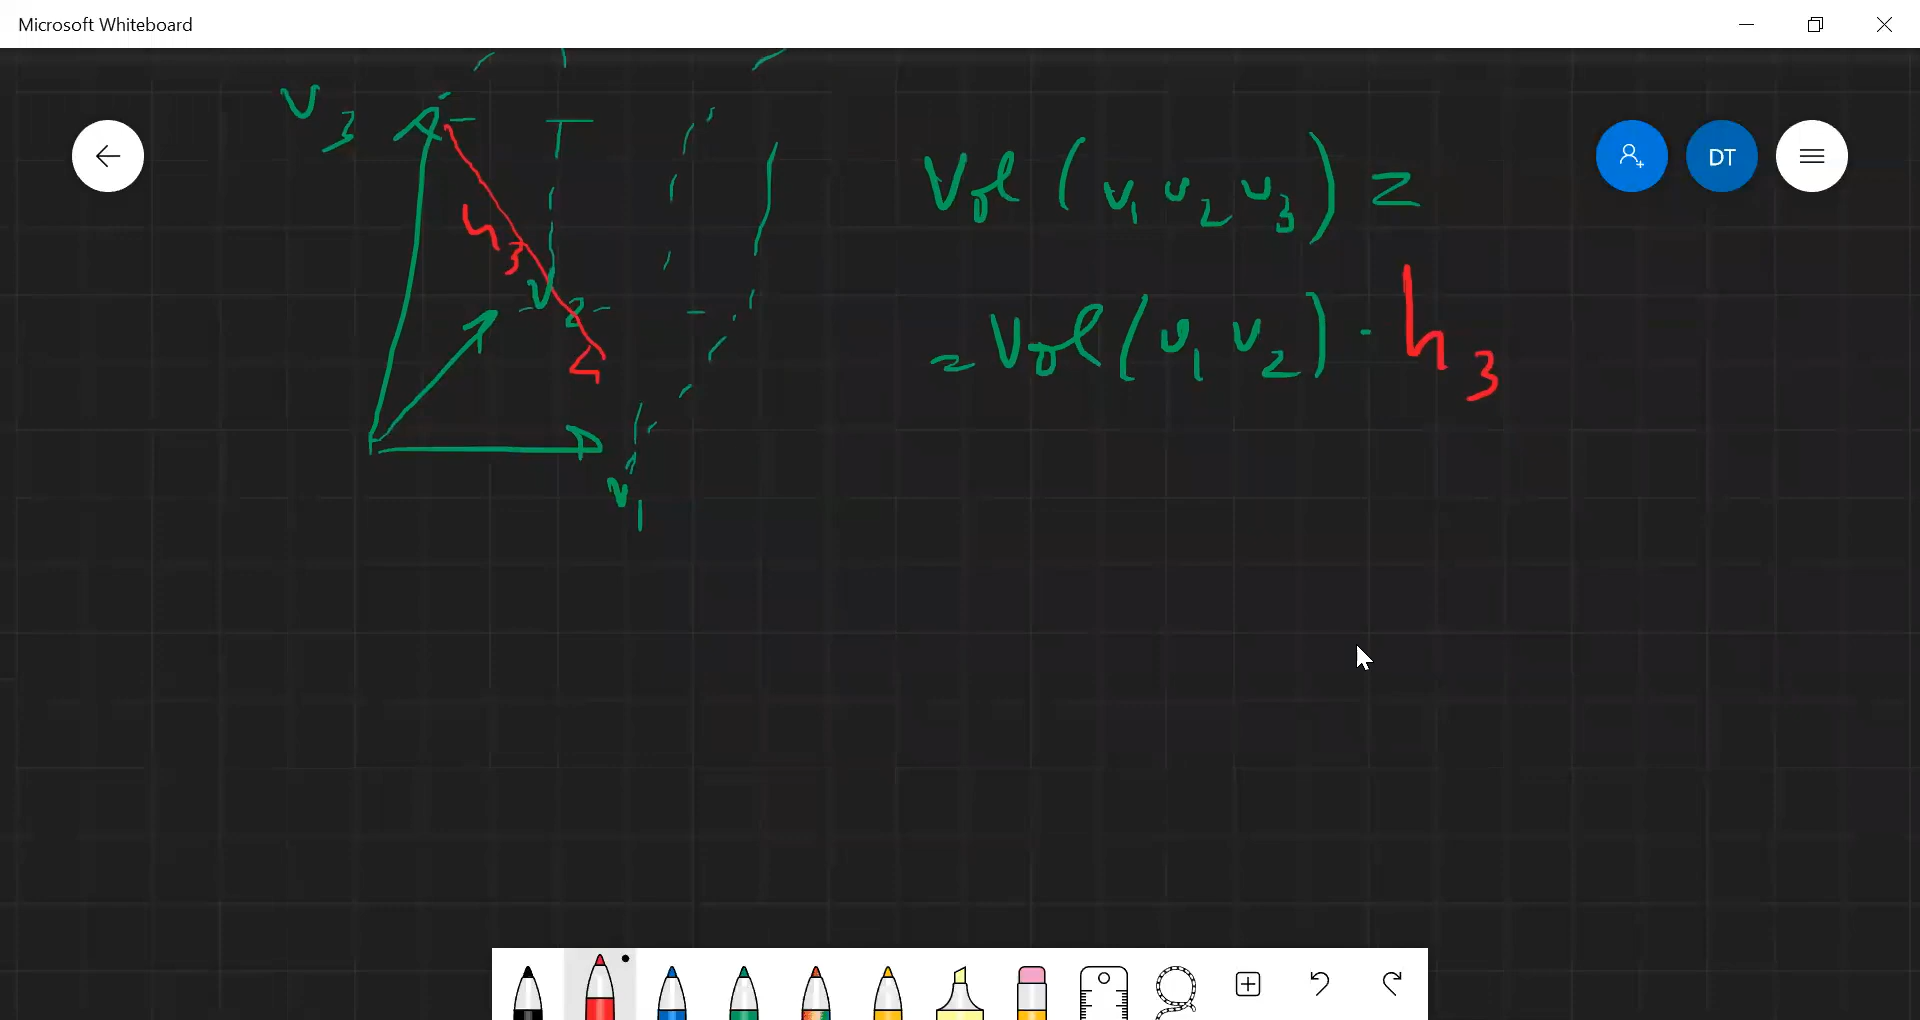 Microsoft Whiteboard
v3
h3
v2
v1
Vol (v1 v2 v3) =
= Vol (v1 v2) · h3
DT